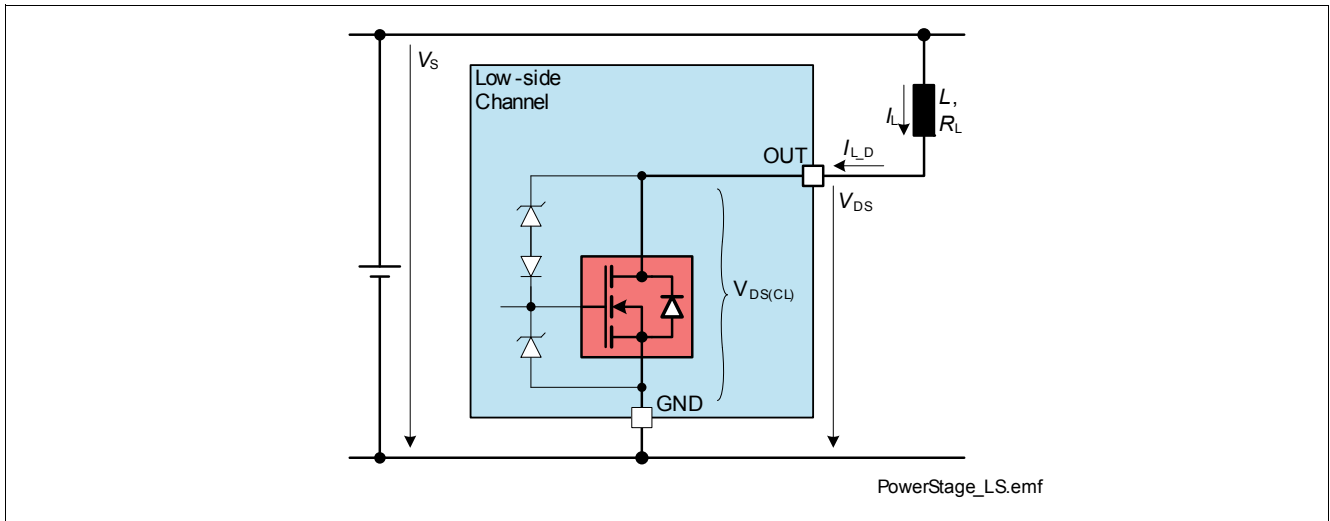 VS
Low-side
Channel
L,
RL
IL
IL_D
OUT
VDS
VDS(CL)
GND
PowerStage_LS.emf